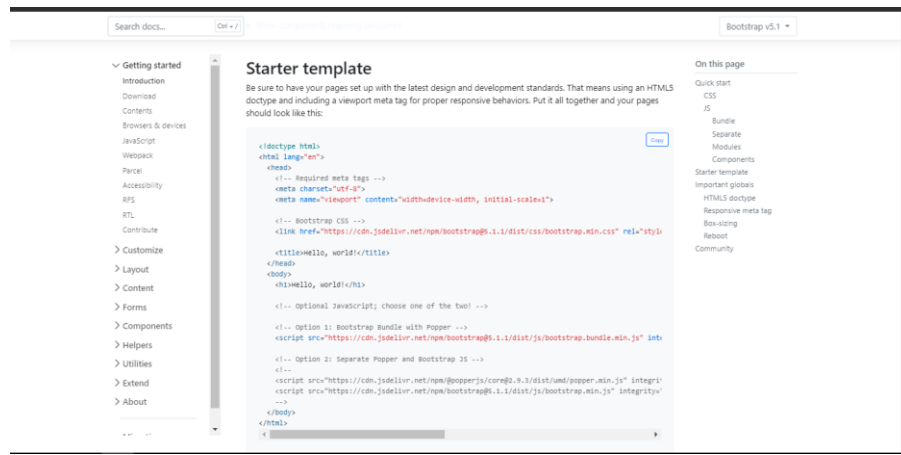 Search docs...
Ctrl + /
Bootstrap v5.1
Getting started
Introduction
Download
Contents
Browsers & devices
JavaScript
Webpack
Parcel
Accessibility
RFS
RTL
Contribute
Customize
Layout
Content
Forms
Components
Helpers
Utilities
Extend
About
Starter template
Be sure to have your pages set up with the latest design and development standards. That means using an HTML5
doctype and including a viewport meta tag for proper responsive behaviors. Put it all together and your pages
should look like this:
Copy
<!doctype html>
<html lang="en">
<head>
<!-- Required meta tags -->
<meta charset="utf-8">
<meta name="viewport" content="width=device-width, initial-scale=1">
<!-- Bootstrap CSS -->
<link href="https://cdn.jsdelivr.net/npm/bootstrap@5.1.1/dist/css/bootstrap.min.css" rel="style
<title>Hello, world!</title>
</head>
<body>
<h1>Hello, world!</h1>
<!-- Optional JavaScript; choose one of the two! -->
<!-- Option 1: Bootstrap Bundle with Popper -->
<script src="https://cdn.jsdelivr.net/npm/bootstrap@5.1.1/dist/js/bootstrap.bundle.min.js" inte
<!-- Option 2: Separate Popper and Bootstrap JS -->
<!--
<script src="https://cdn.jsdelivr.net/npm/@popperjs/core@2.9.3/dist/umd/popper.min.js" integrit
<script src="https://cdn.jsdelivr.net/npm/bootstrap@5.1.1/dist/js/bootstrap.min.js" integrity="
-->
</body>
</html>
On this page
Quick start
CSS
JS
Bundle
Separate
Modules
Components
Starter template
Important globals
HTML5 doctype
Responsive meta tag
Box-sizing
Reboot
Community